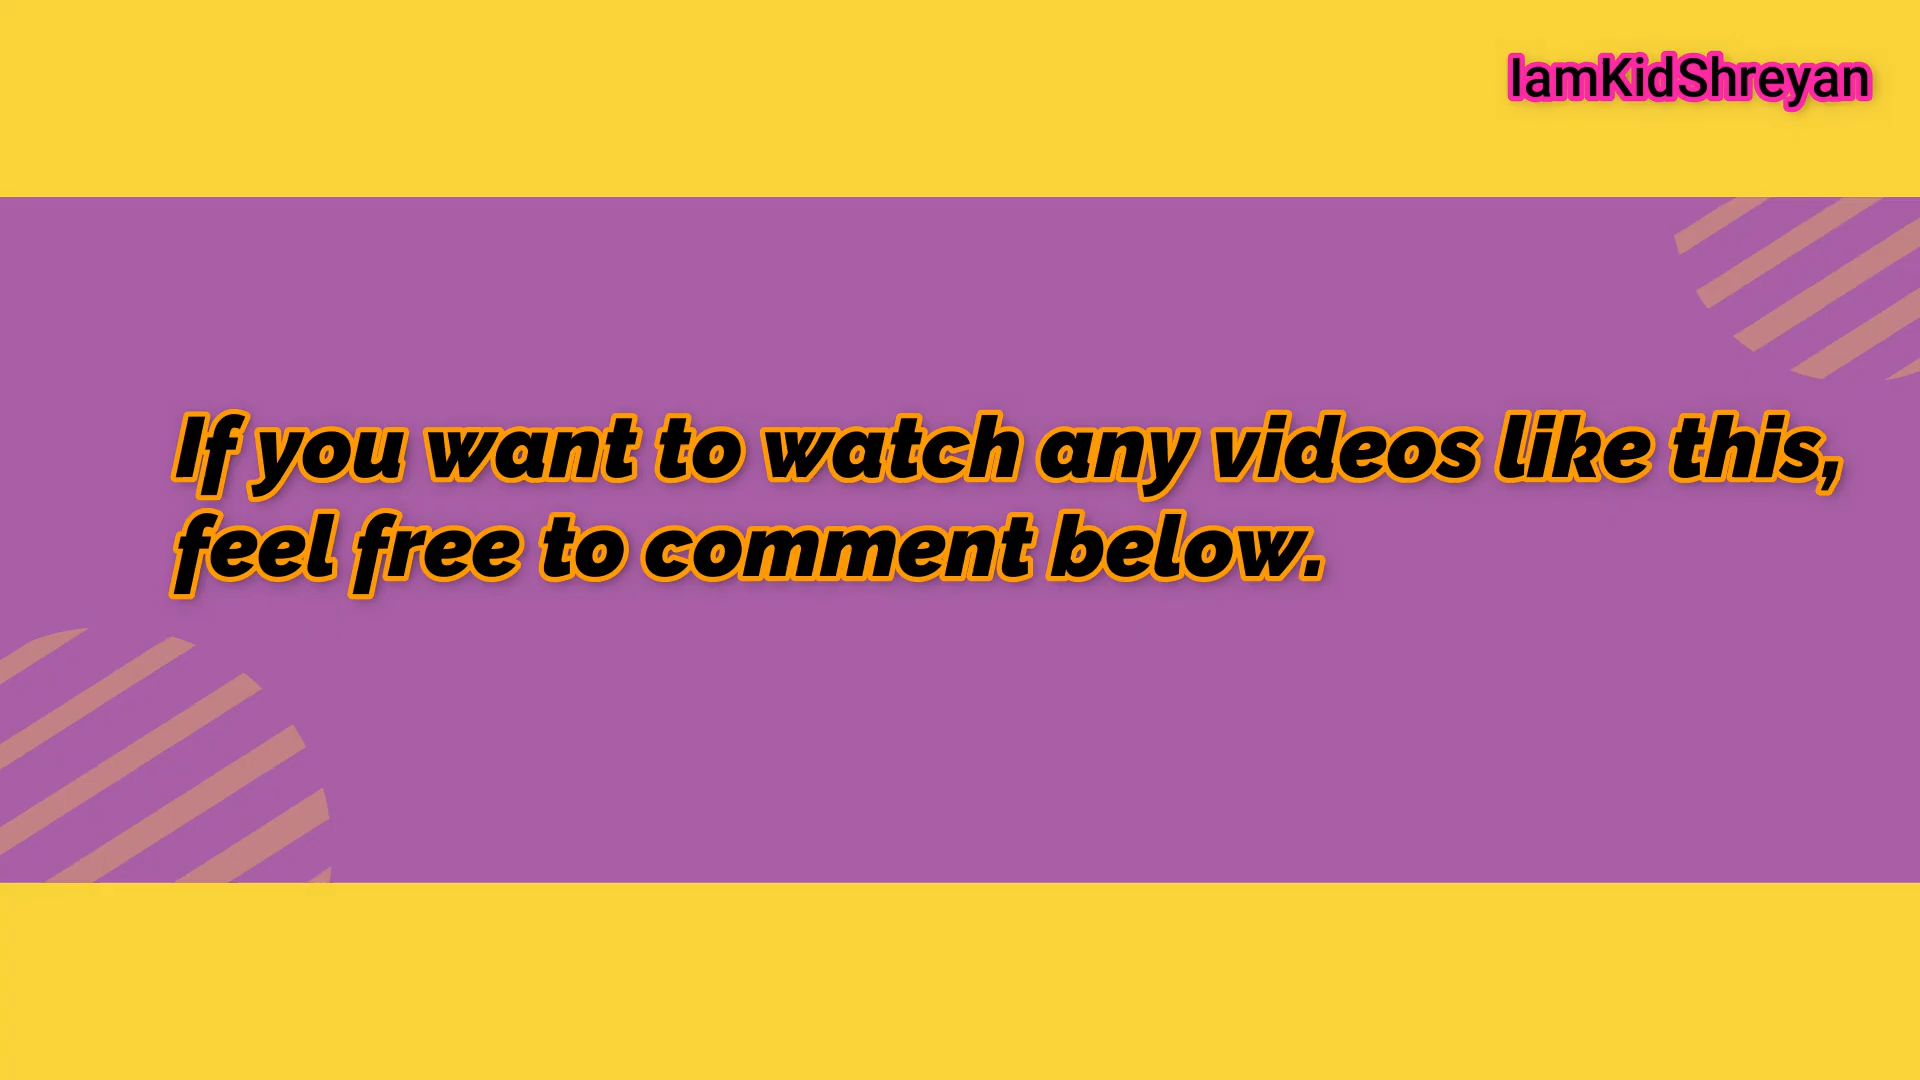 IamKidShreyan
If you want to watch any videos like this,
feel free to comment below.